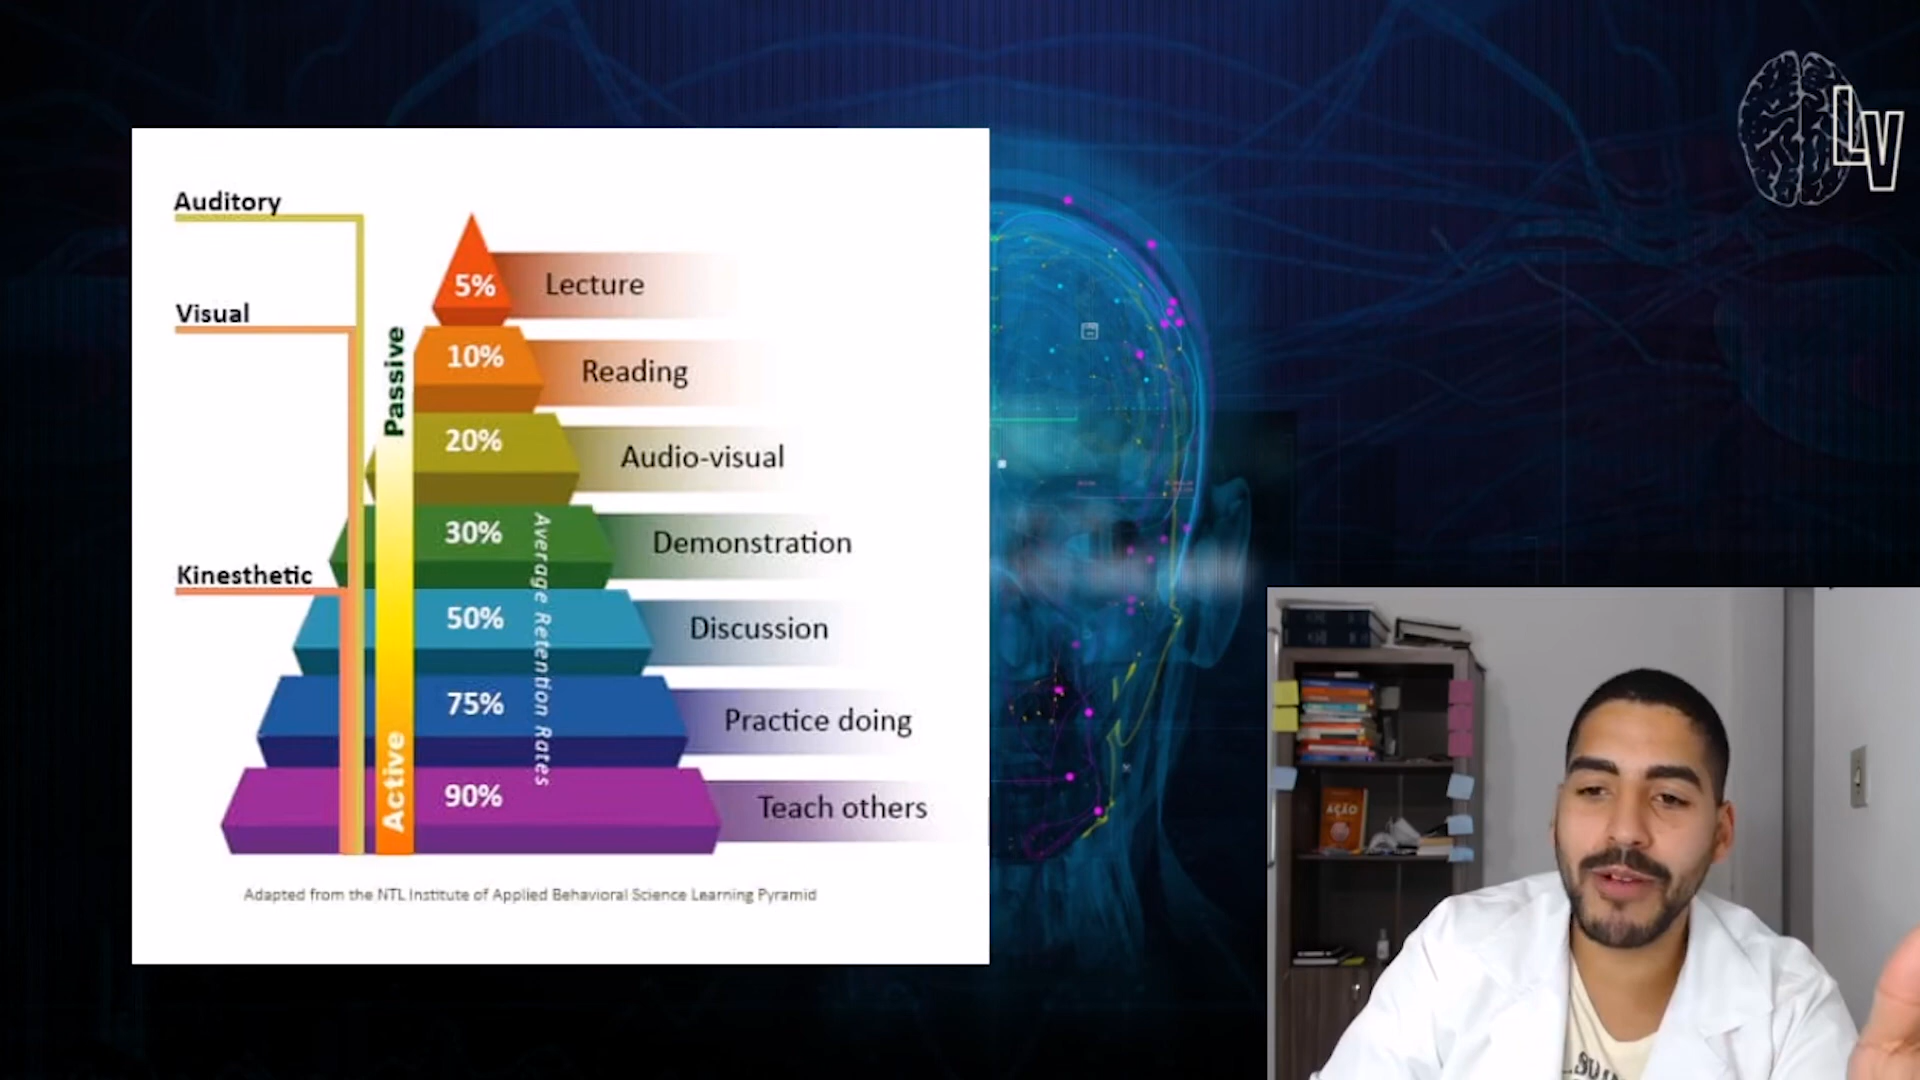 LV
Auditory
Visual
Kinesthetic
Passive
Active
5% Lecture
10% Reading
20% Audio-visual
30% Demonstration
50% Discussion
75% Practice doing
90% Teach others
Average Retention Rates
Adapted from the NTL Institute of Applied Behavioral Science Learning Pyramid
AÇÃO